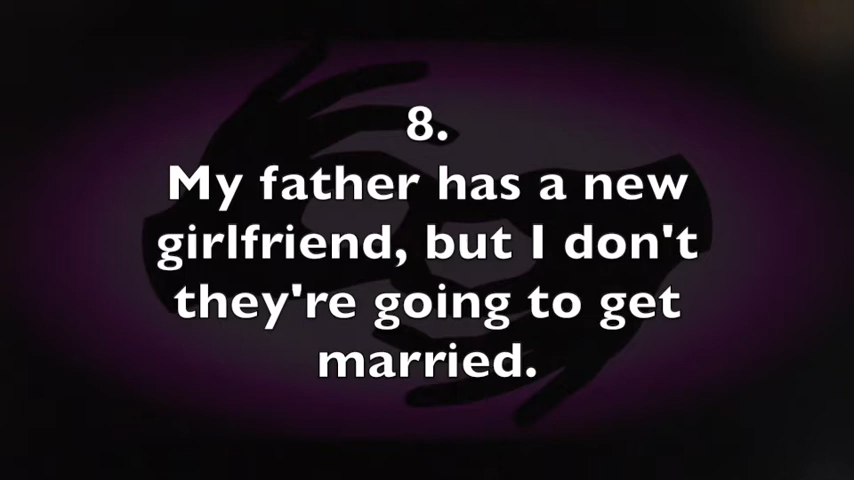 8.
My father has a new
girlfriend, but I don't
they're going to get
married.